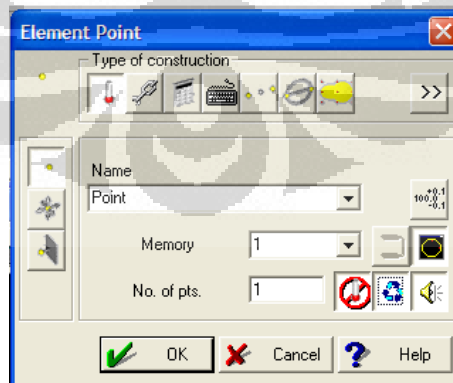 Element Point
Type of construction
>>
Name
Point
Memory
1
No. of pts.
1
OK
Cancel
Help